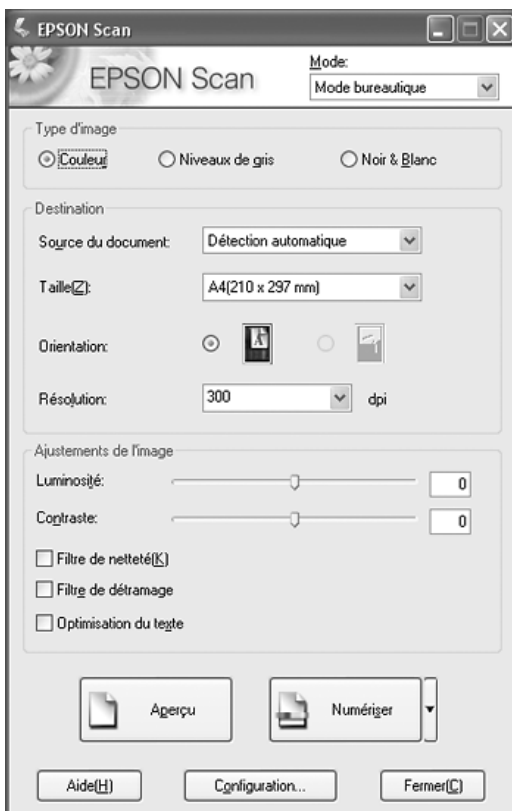 EPSON Scan
EPSON Scan
Mode:
Mode bureautique
Type d'image
Couleur Niveaux de gris Noir & Blanc
Destination
Source du document: Détection automatique
Taille(Z): A4(210 x 297 mm)
Orientation:
Résolution: 300 dpi
Ajustements de l'image
Luminosité: 0
Contraste: 0
Filtre de netteté(K)
Filtre de détramage
Optimisation du texte
Aperçu Numériser
Aide(H) Configuration... Fermer(C)